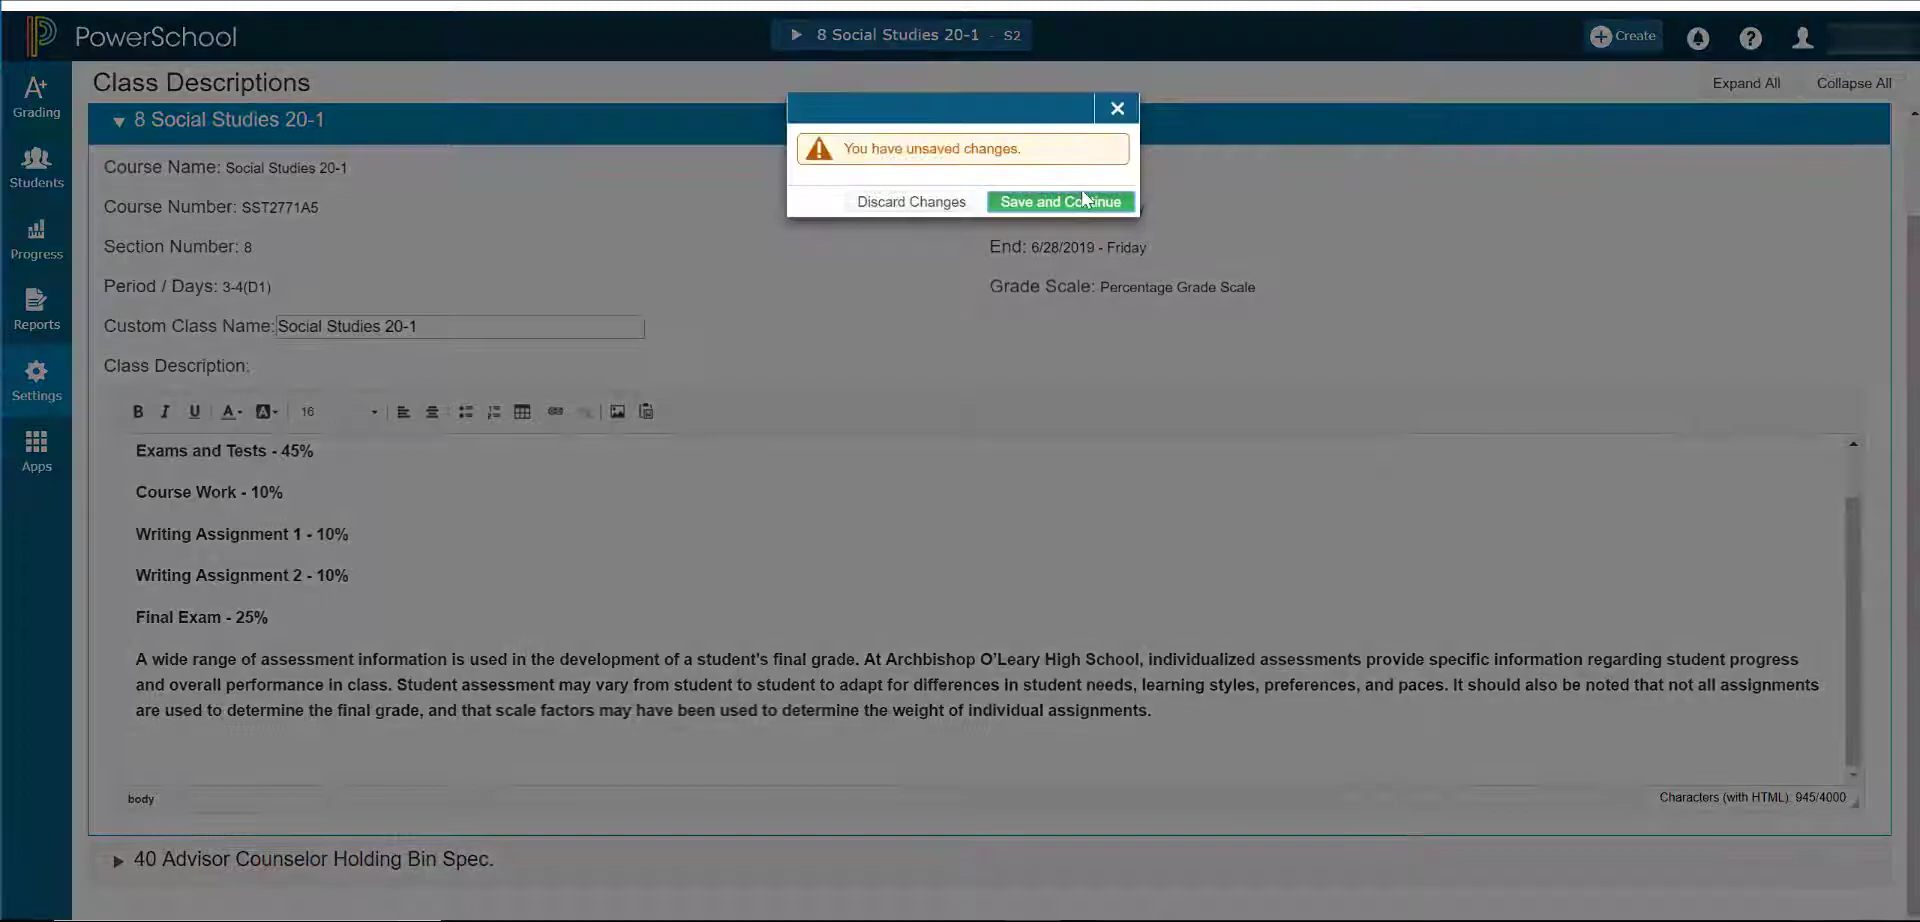 PowerSchool
8 Social Studies 20-1 - S2
Create
Class Descriptions
Expand All
Collapse All
A+
Grading
Students
Progress
Reports
Settings
Apps
8 Social Studies 20-1
You have unsaved changes.
Discard Changes
Save and Continue
Course Name: Social Studies 20-1
Course Number: SST2771A5
Section Number: 8
End: 6/28/2019 - Friday
Period / Days: 3-4(D1)
Grade Scale: Percentage Grade Scale
Custom Class Name: Social Studies 20-1
Class Description:
B I U A A 16
Exams and Tests - 45%
Course Work - 10%
Writing Assignment 1 - 10%
Writing Assignment 2 - 10%
Final Exam - 25%
A wide range of assessment information is used in the development of a student's final grade. At Archbishop O'Leary High School, individualized assessments provide specific information regarding student progress
and overall performance in class. Student assessment may vary from student to student to adapt for differences in student needs, learning styles, preferences, and paces. It should also be noted that not all assignments
are used to determine the final grade, and that scale factors may have been used to determine the weight of individual assignments.
body
Characters (with HTML): 945/4000
40 Advisor Counselor Holding Bin Spec.